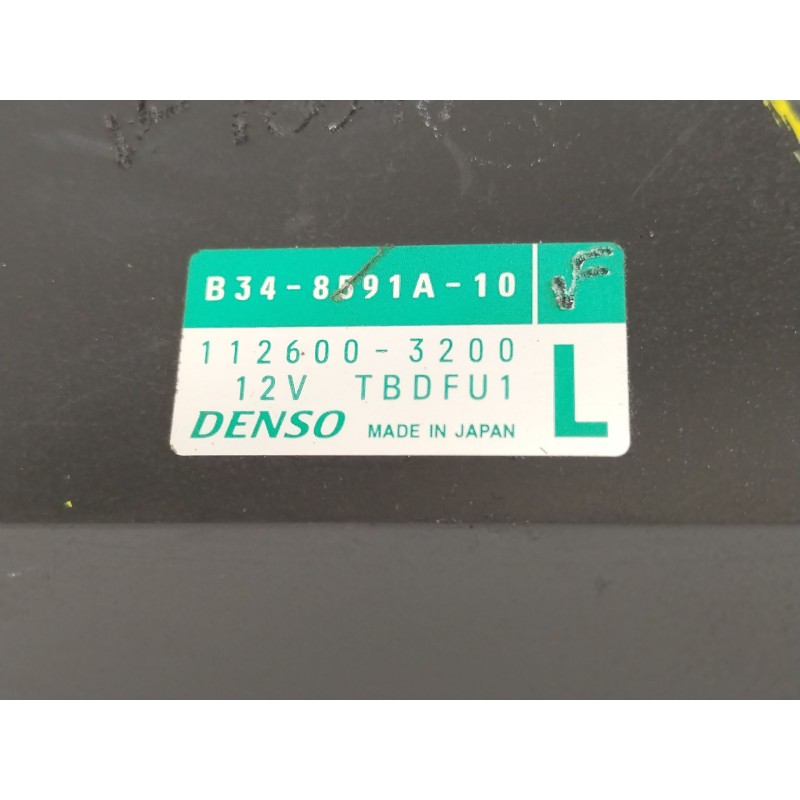 B34-8591A-10
112600-3200
12V TBDFU1
DENSO MADE IN JAPAN
L